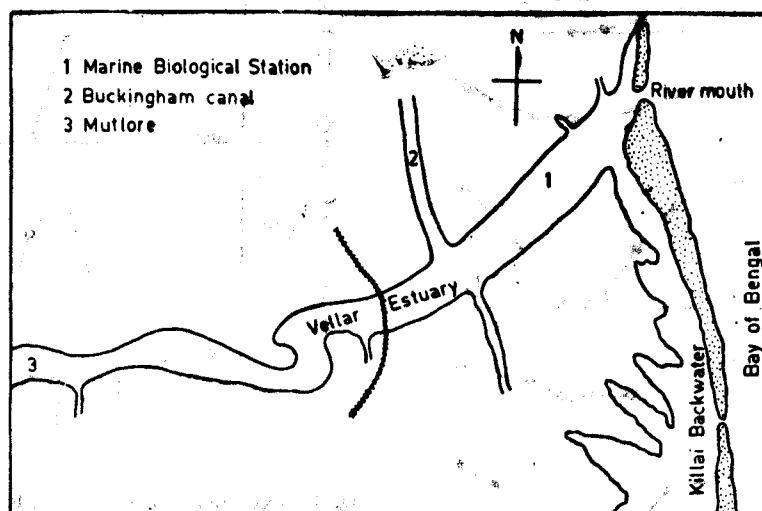 1 Marine Biological Station
2 Buckingham canal
3 Mutlore
N
River mouth
2
1
Vellar Estuary
3
Killai Backwater
Bay of Bengal